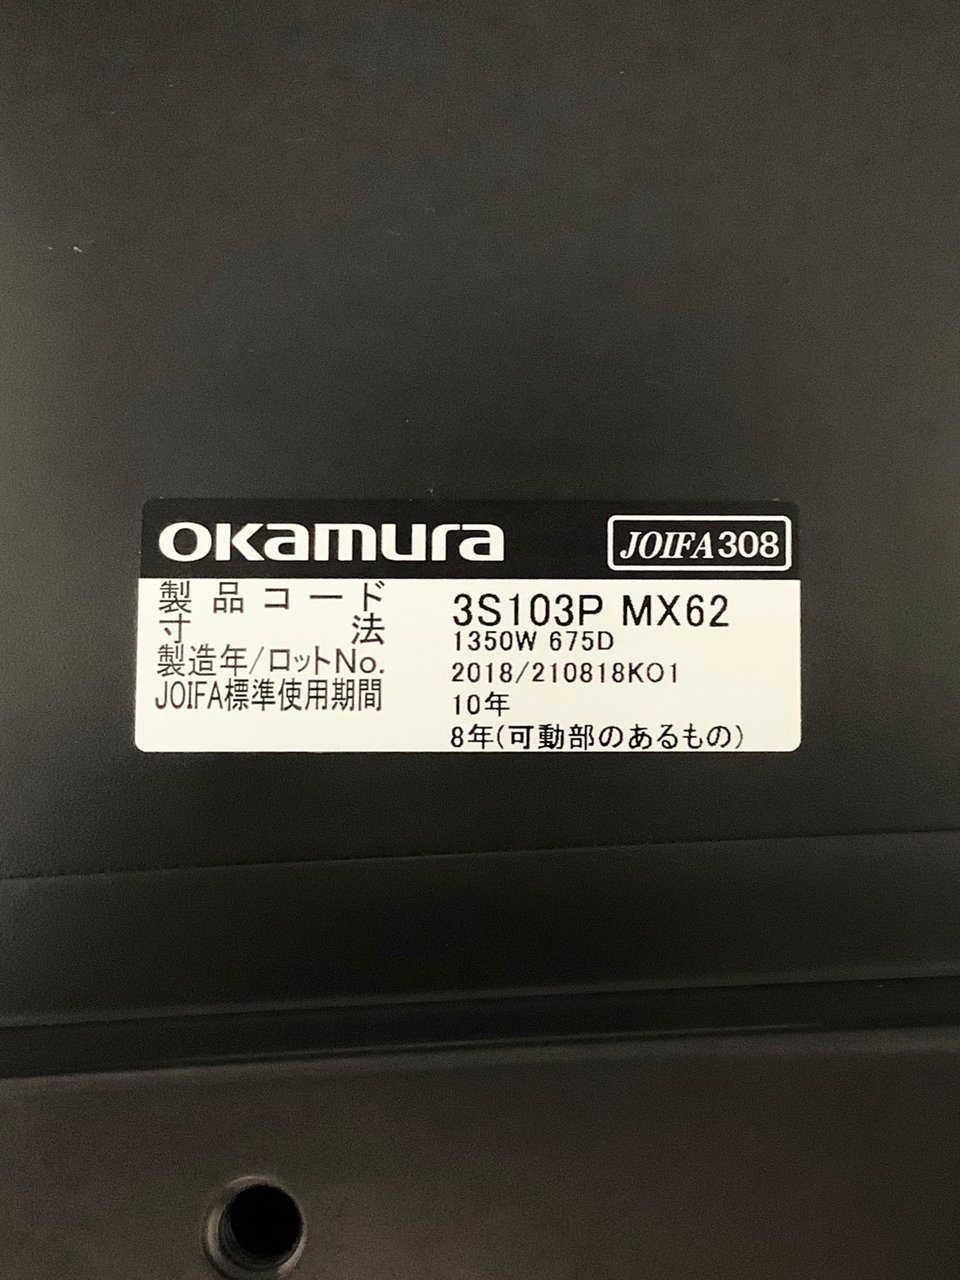 okamura JOIFA308
製品コード 3S103P MX62
寸法 1350W 675D
製造年/ロットNo. 2018/210818K01
JOIFA標準使用期間 10年
8年(可動部のあるもの)